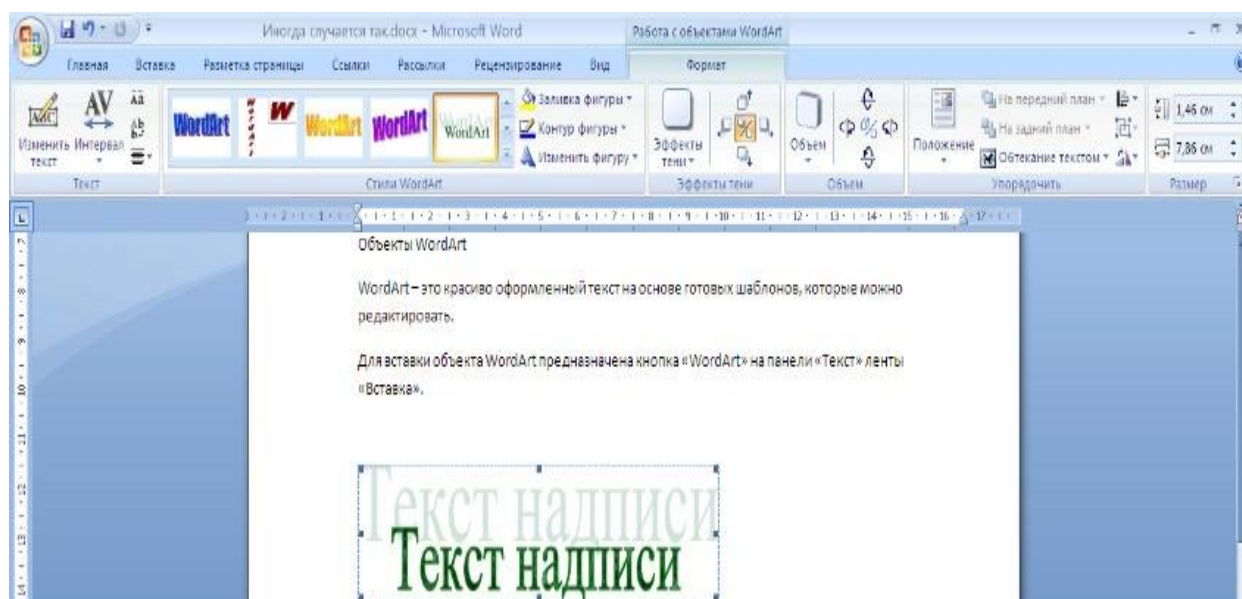 Иногда случается так.docx - Microsoft Word
Работа с объектами WordArt
Главная Вставка Разметка страницы Ссылки Рассылки Рецензирование Вид Формат
Изменить текст
Интервал
Текст
WordArt
WordArt
W
WordArt
WordArt
WordArt
Стили WordArt
Заливка фигуры
Контур фигуры
Изменить фигуру
Эффекты тени
Эффекты тени
Объем
Объем
Положение
На передний план
На задний план
Обтекание текстом
Упорядочить
1,46 см
7,86 см
Размер
Объекты WordArt
WordArt – это красиво оформленный текст на основе готовых шаблонов, которые можно
редактировать.
Для вставки объекта WordArt предназначена кнопка «WordArt» на панели «Текст» ленты
«Вставка».
Текст надписи